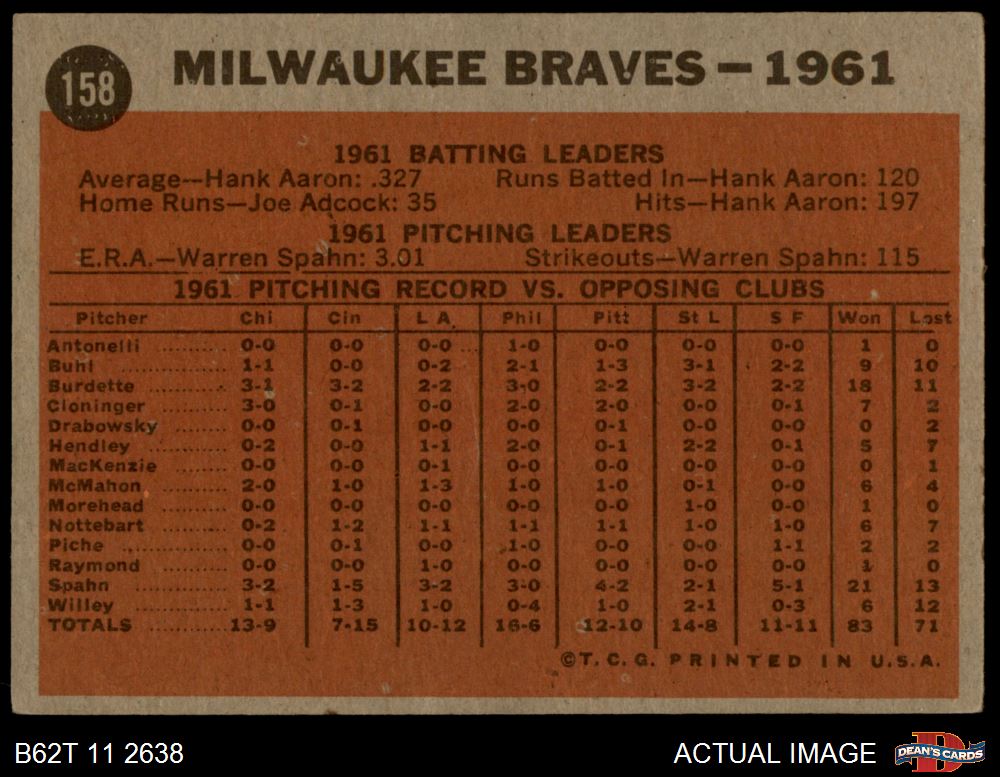 158
MILWAUKEE BRAVES — 1961
1961 BATTING LEADERS
Average—Hank Aaron: .327 Runs Batted In—Hank Aaron: 120
Home Runs—Joe Adcock: 35 Hits—Hank Aaron: 197
1961 PITCHING LEADERS
E.R.A.—Warren Spahn: 3.01 Strikeouts—Warren Spahn: 115
1961 PITCHING RECORD VS. OPPOSING CLUBS
Pitcher Chi Cin L A Phil Pitt St L S F Won Lost
Antonelli .......... 0-0 0-0 0-0 1-0 0-0 0-0 0-0 1 0
Buhl .......... 1-1 0-0 0-2 2-1 1-3 3-1 2-2 9 10
Burdette .......... 3-1 3-2 2-2 3-0 2-2 3-2 2-2 18 11
Cloninger .......... 3-0 0-1 0-0 2-0 2-0 0-0 0-1 7 2
Drabowsky .......... 0-0 0-1 0-0 0-0 0-1 0-0 0-0 0 2
Hendley .......... 0-2 0-0 1-1 2-0 0-1 2-2 0-1 5 7
MacKenzie .......... 0-0 0-0 0-1 0-0 0-0 0-0 0-0 0 1
McMahon .......... 2-0 1-0 1-3 1-0 1-0 0-1 0-0 6 4
Morehead .......... 0-0 0-0 0-0 0-0 0-0 1-0 0-0 1 0
Nottebart .......... 0-2 1-2 1-1 1-1 1-1 1-0 1-0 6 7
Piche .......... 0-0 0-1 0-0 1-0 0-0 0-0 1-1 2 2
Raymond .......... 0-0 0-0 1-0 0-0 0-0 0-0 0-0 1 0
Spahn .......... 3-2 1-5 3-2 3-0 4-2 2-1 5-1 21 13
Willey .......... 1-1 1-3 1-0 0-4 1-0 2-1 0-3 6 12
TOTALS .......... 13-9 7-15 10-12 16-6 12-10 14-8 11-11 83 71
©T.C.G. PRINTED IN U.S.A.
B62T 11 2638 ACTUAL IMAGE DEAN'S CARDS